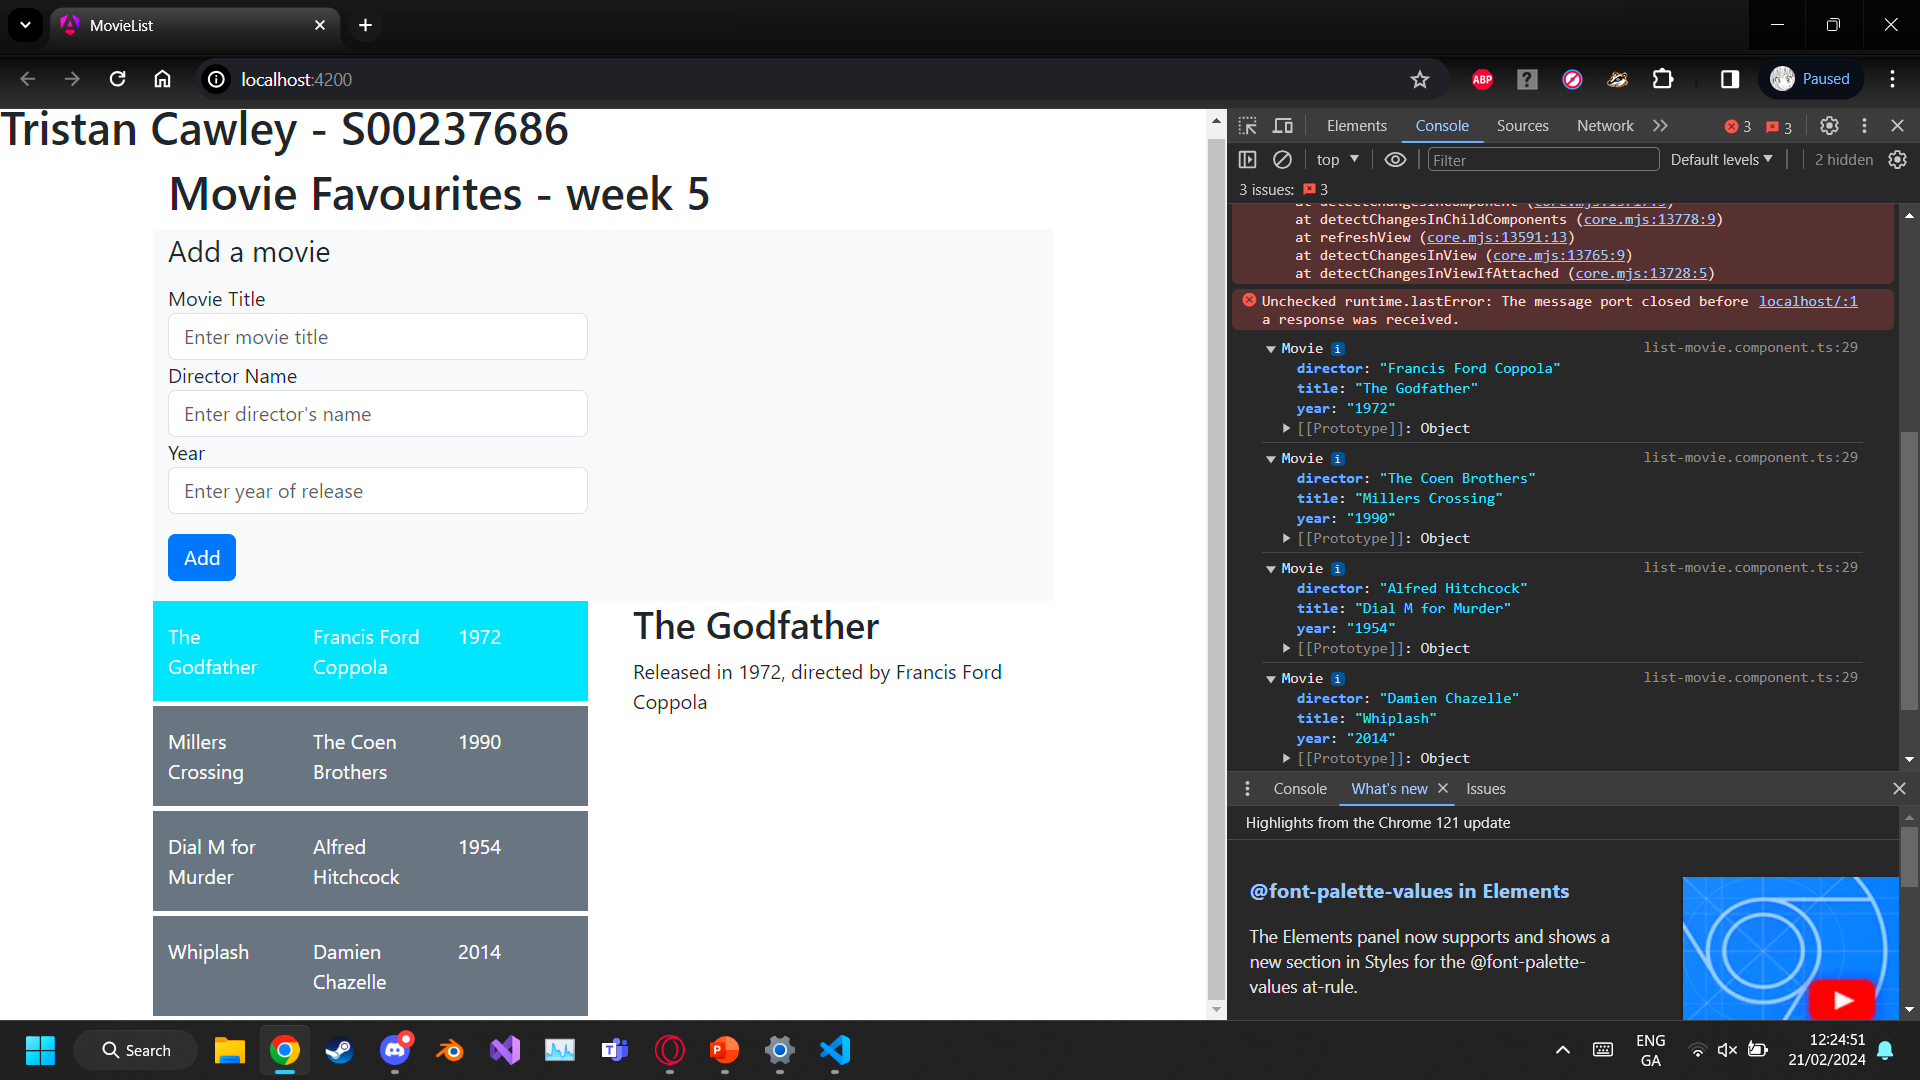 MovieList
localhost:4200
ABP
Paused
Tristan Cawley - S00237686
Movie Favourites - week 5
Add a movie
Movie Title
Enter movie title
Director Name
Enter director's name
Year
Enter year of release
Add
The Godfather
Francis Ford Coppola
1972
Millers Crossing
The Coen Brothers
1990
Dial M for Murder
Alfred Hitchcock
1954
Whiplash
Damien Chazelle
2014
The Godfather
Released in 1972, directed by Francis Ford
Coppola
Elements Console Sources Network 3 3
top Filter Default levels 2 hidden
3 issues: 3
at detectChangesInChildComponents (core.mjs:13778:9)
at refreshView (core.mjs:13591:13)
at detectChangesInView (core.mjs:13765:9)
at detectChangesInViewIfAttached (core.mjs:13728:5)
Unchecked runtime.lastError: The message port closed before localhost/:1
a response was received.
Movie i list-movie.component.ts:29
director: "Francis Ford Coppola"
title: "The Godfather"
year: "1972"
[[Prototype]]: Object
Movie i list-movie.component.ts:29
director: "The Coen Brothers"
title: "Millers Crossing"
year: "1990"
[[Prototype]]: Object
Movie i list-movie.component.ts:29
director: "Alfred Hitchcock"
title: "Dial M for Murder"
year: "1954"
[[Prototype]]: Object
Movie i list-movie.component.ts:29
director: "Damien Chazelle"
title: "Whiplash"
year: "2014"
[[Prototype]]: Object
Console What's new Issues
Highlights from the Chrome 121 update
@font-palette-values in Elements
The Elements panel now supports and shows a
new section in Styles for the @font-palette-
values at-rule.
Search
ENG
GA
12:24:51
21/02/2024